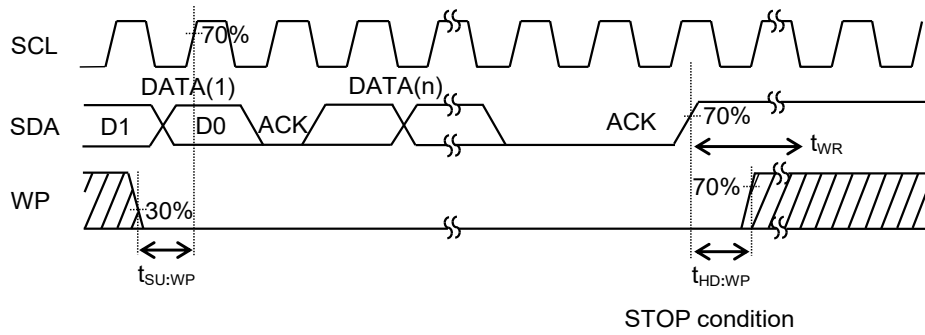 SCL
70%
DATA(1)
DATA(n)
SDA
D1
D0
ACK
ACK
70%
tWR
WP
30%
70%
tSU:WP
tHD:WP
STOP condition